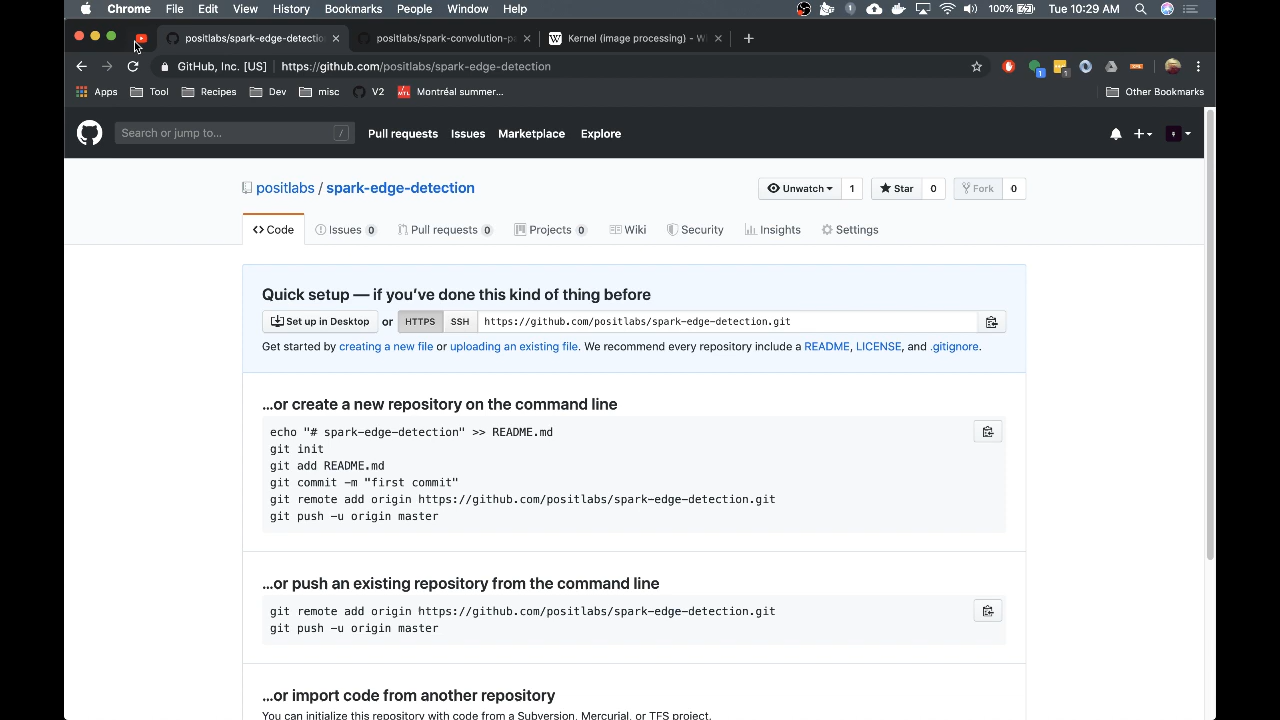 Chrome File Edit View History Bookmarks People Window Help 100% Tue 10:29 AM
positlabs/spark-edge-detectio positlabs/spark-convolution-p Kernel (image processing) - W
GitHub, Inc. [US] https://github.com/positlabs/spark-edge-detection
Apps Tool Recipes Dev misc V2 Montréal summer... Other Bookmarks
Search or jump to... / Pull requests Issues Marketplace Explore
positlabs / spark-edge-detection Unwatch 1 Star 0 Fork 0
Code Issues 0 Pull requests 0 Projects 0 Wiki Security Insights Settings
Quick setup — if you've done this kind of thing before
Set up in Desktop or HTTPS SSH https://github.com/positlabs/spark-edge-detection.git
Get started by creating a new file or uploading an existing file. We recommend every repository include a README, LICENSE, and .gitignore.
...or create a new repository on the command line
echo "# spark-edge-detection" >> README.md
git init
git add README.md
git commit -m "first commit"
git remote add origin https://github.com/positlabs/spark-edge-detection.git
git push -u origin master
...or push an existing repository from the command line
git remote add origin https://github.com/positlabs/spark-edge-detection.git
git push -u origin master
...or import code from another repository
You can initialize this repository with code from a Subversion, Mercurial, or TFS project.